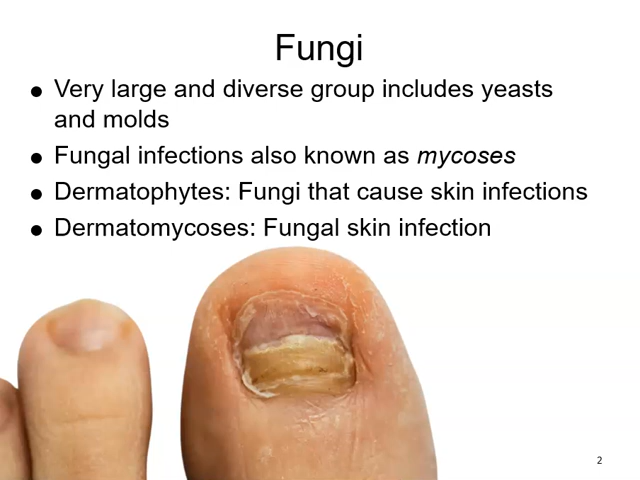 Fungi
● Very large and diverse group includes yeasts
and molds
● Fungal infections also known as mycoses
● Dermatophytes: Fungi that cause skin infections
● Dermatomycoses: Fungal skin infection
2